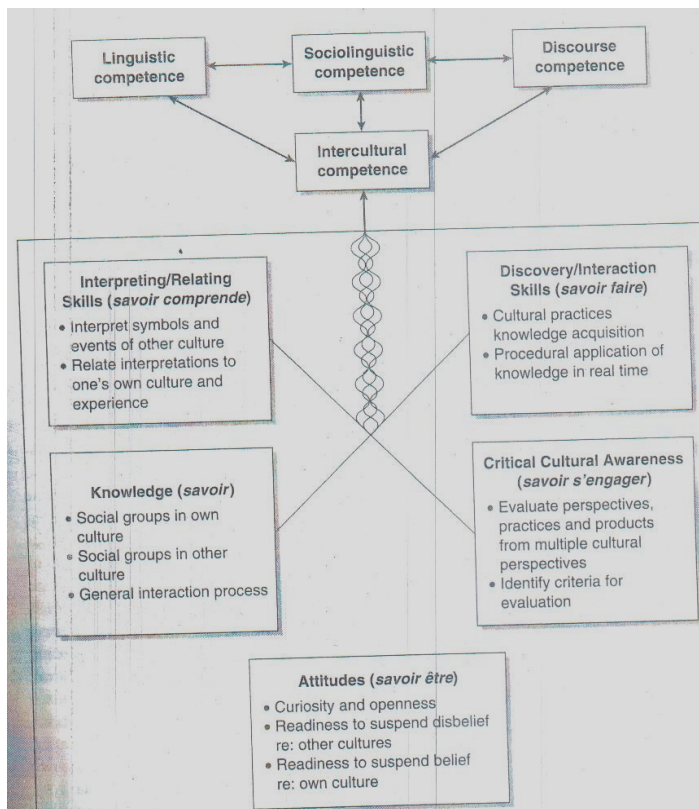 Linguistic
competence
Sociolinguistic
competence
Discourse
competence
Intercultural
competence
Interpreting/Relating
Skills (savoir comprende)
• Interpret symbols and
events of other culture
• Relate interpretations to
one's own culture and
experience
Discovery/Interaction
Skills (savoir faire)
• Cultural practices
knowledge acquisition
• Procedural application of
knowledge in real time
Knowledge (savoir)
• Social groups in own
culture
• Social groups in other
culture
• General interaction process
Critical Cultural Awareness
(savoir s'engager)
• Evaluate perspectives,
practices and products
from multiple cultural
perspectives
• Identify criteria for
evaluation
Attitudes (savoir être)
• Curiosity and openness
• Readiness to suspend disbelief
re: other cultures
• Readiness to suspend belief
re: own culture